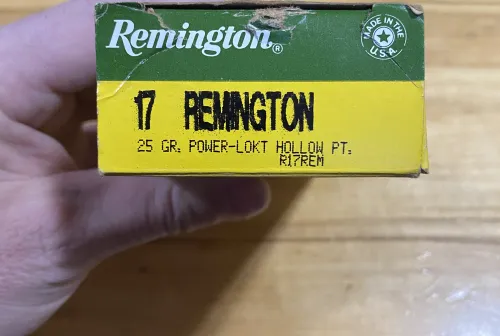 Remington®
MADE IN THE
U.S.A.
17 REMINGTON
25 GR. POWER-LOKT HOLLOW PT.
R17REM